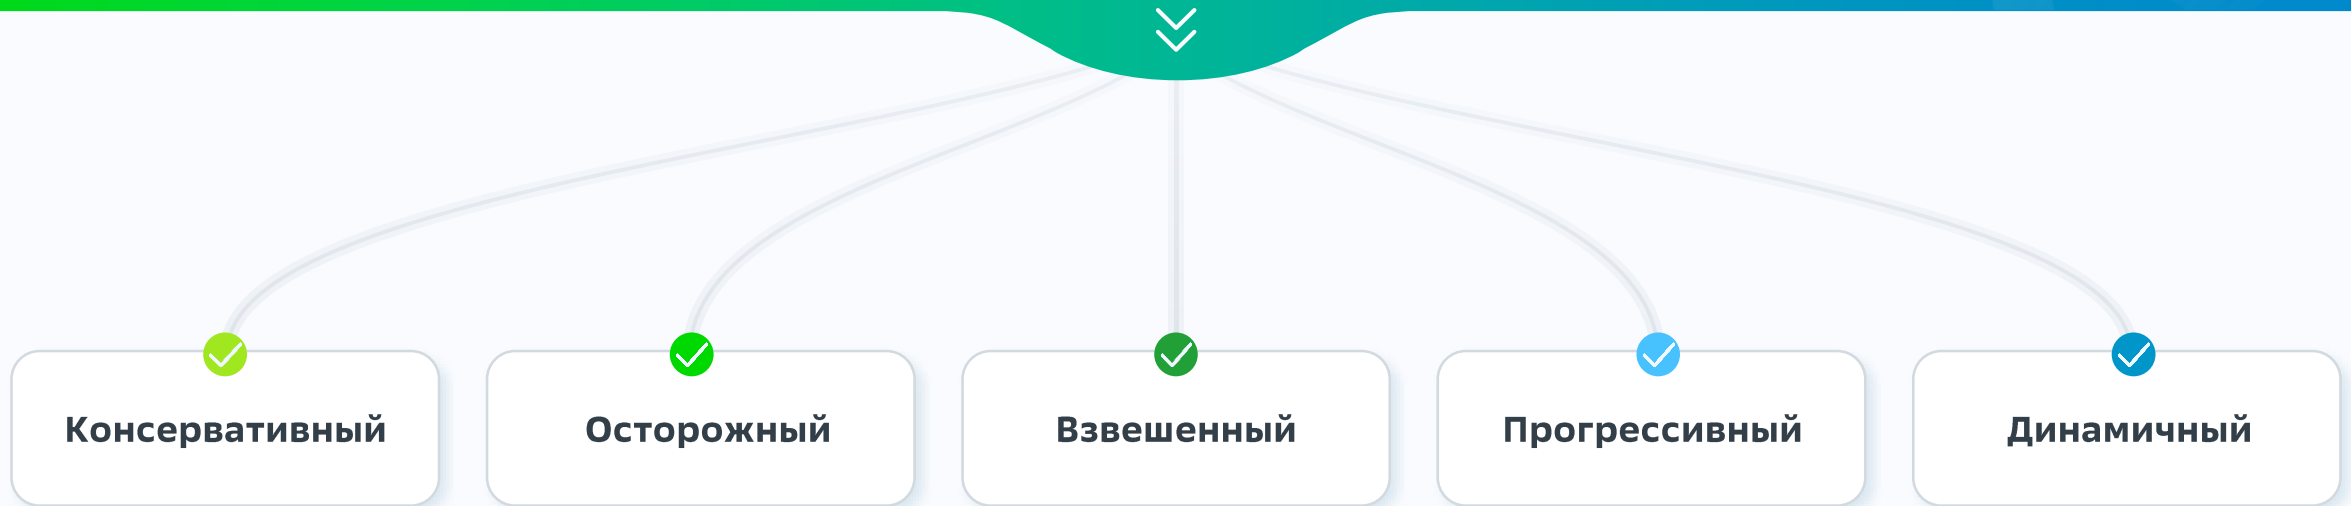 Консервативный
Осторожный
Взвешенный
Прогрессивный
Динамичный